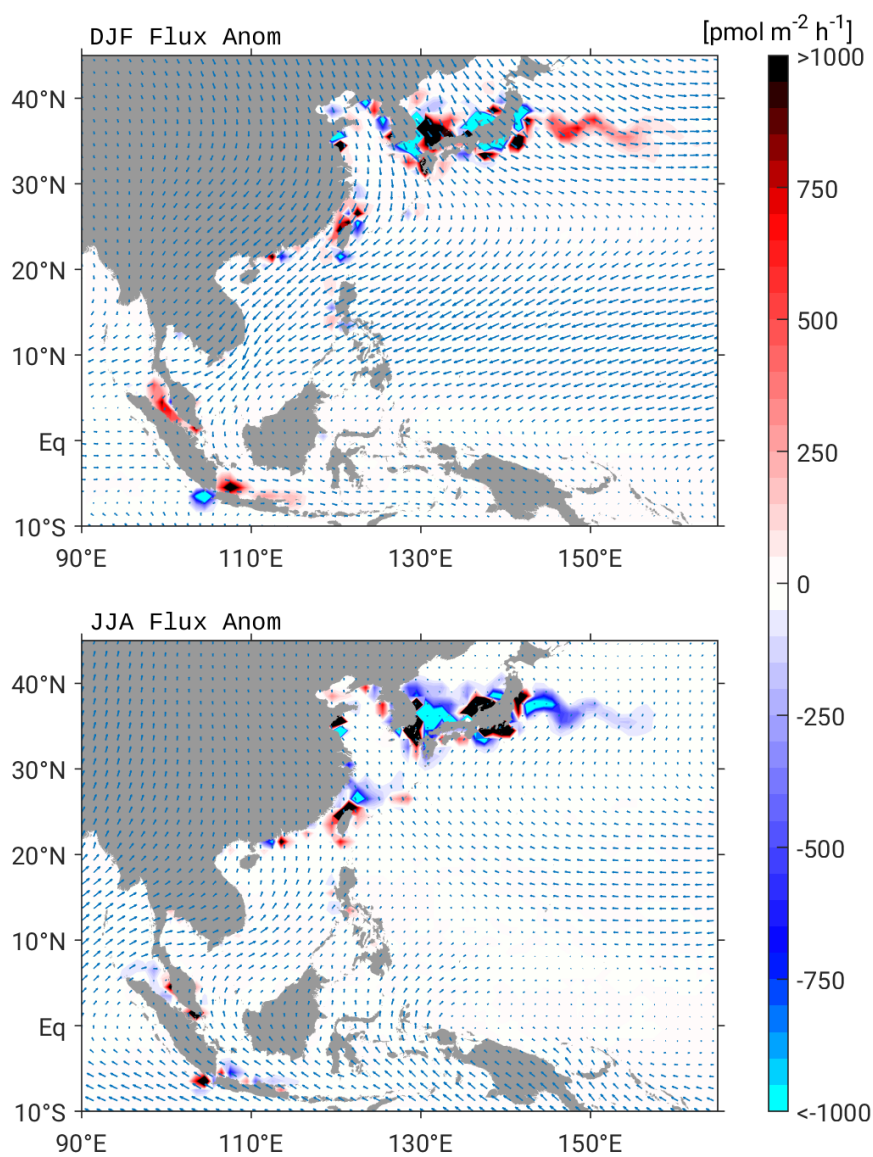 [pmol m⁻² h⁻¹]
DJF Flux Anom
>1000
40°N
750
30°N
500
20°N
10°N
250
Eq
10°S
0
90°E 110°E 130°E 150°E
JJA Flux Anom
40°N
-250
30°N
-500
20°N
10°N
-750
Eq
10°S
<-1000
90°E 110°E 130°E 150°E